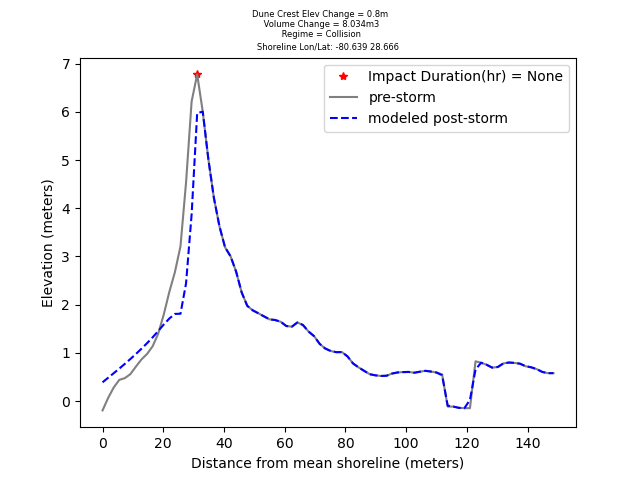 Dune Crest Elev Change = 0.8m
Volume Change = 8.034m3
Regime = Collision
Shoreline Lon/Lat: -80.639 28.666
Impact Duration(hr) = None
pre-storm
modeled post-storm
Elevation (meters)
7
6
5
4
3
2
1
0
0 20 40 60 80 100 120 140
Distance from mean shoreline (meters)